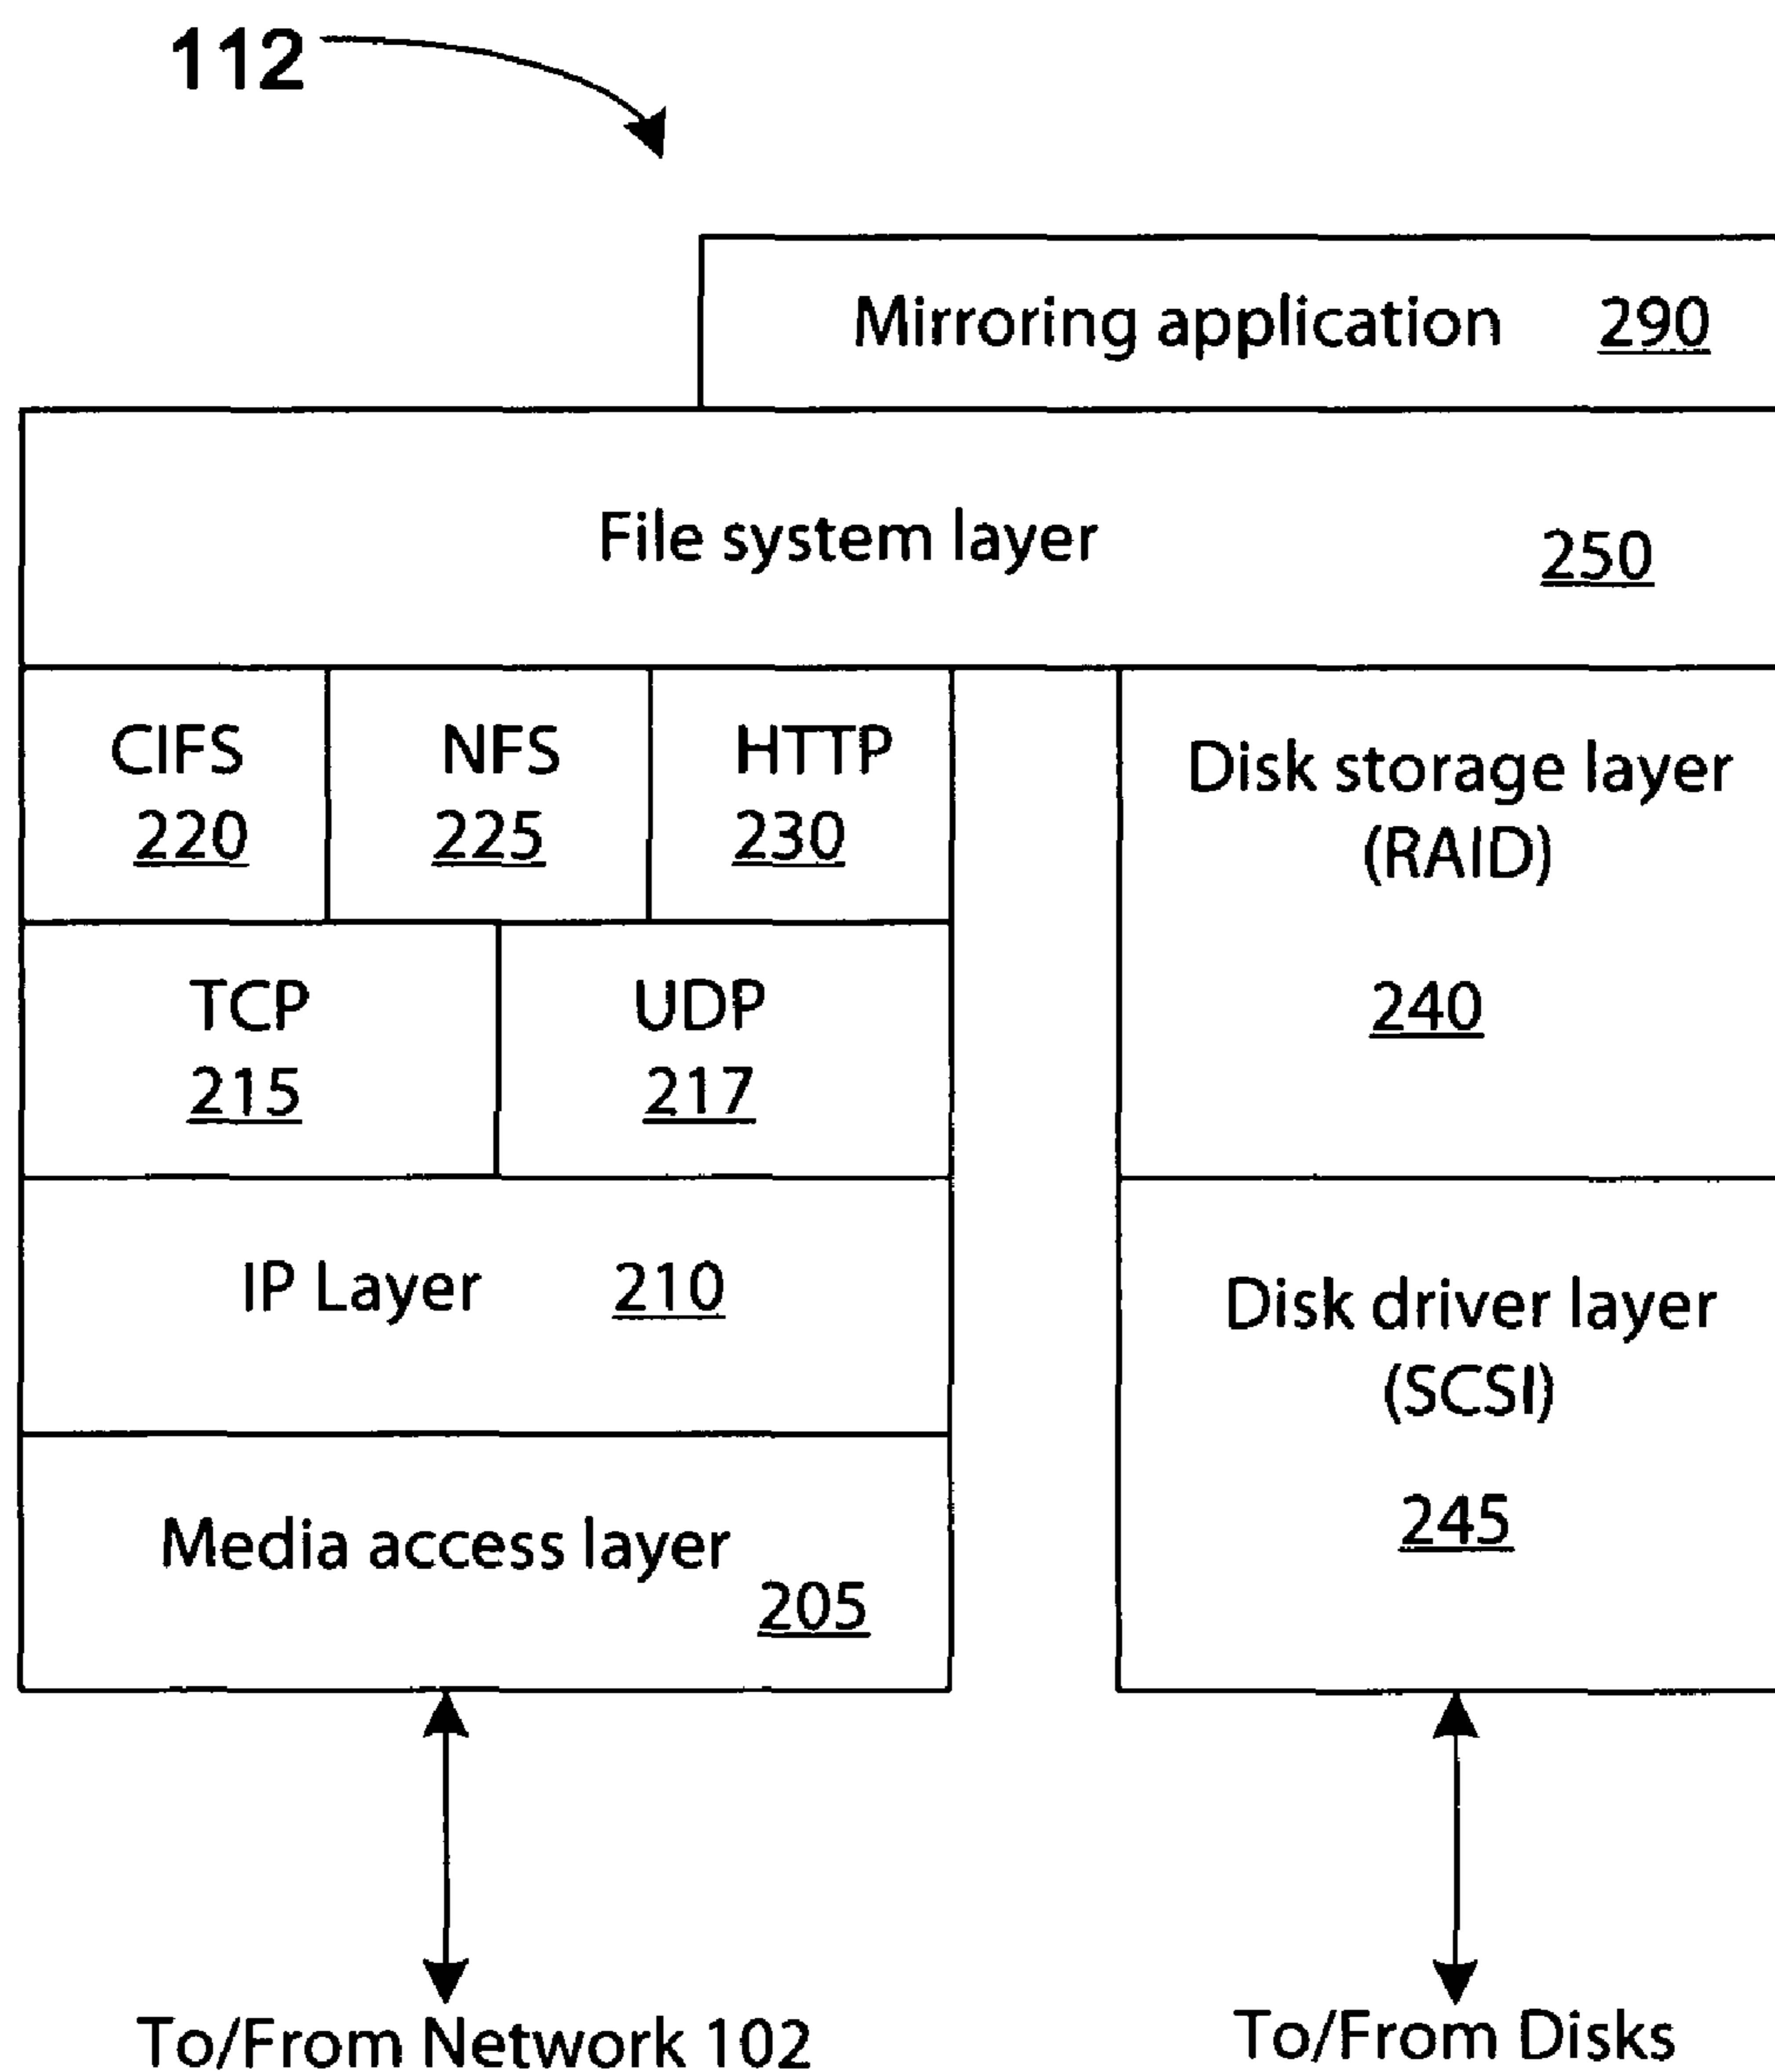 112
Mirroring application 290
File system layer 250
CIFS
220
NFS
225
HTTP
230
TCP
215
UDP
217
IP Layer 210
Media access layer
205
Disk storage layer
(RAID)
240
Disk driver layer
(SCSI)
245
To/From Network 102
To/From Disks